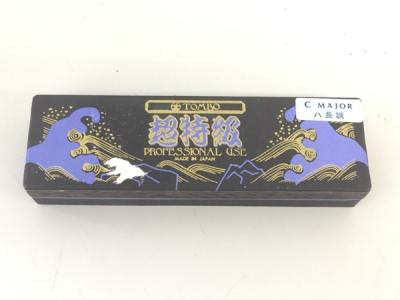 TOMBO
超特級
PROFESSIONAL USE
MADE IN JAPAN
C MAJOR
ハ長調